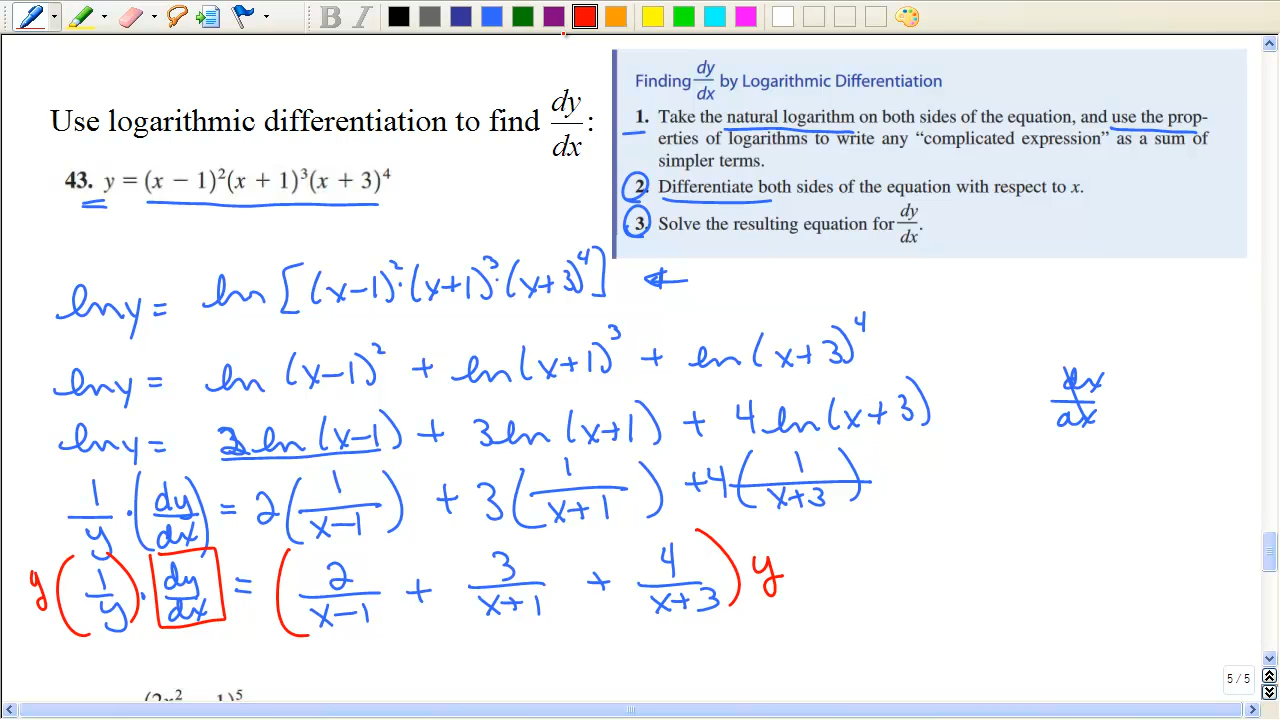 B I U
Use logarithmic differentiation to find dy/dx :
43. y = (x − 1)²(x + 1)³(x + 3)⁴
Finding dy/dx by Logarithmic Differentiation
1. Take the natural logarithm on both sides of the equation, and use the prop-
erties of logarithms to write any “complicated expression” as a sum of
simpler terms.
2. Differentiate both sides of the equation with respect to x.
3. Solve the resulting equation for dy/dx.
ln y = ln [(x−1)²·(x+1)³·(x+3)⁴] ←
ln y = ln (x−1)² + ln (x+1)³ + ln (x+3)⁴
ln y = 2 ln (x−1) + 3 ln (x+1) + 4 ln (x+3)
dx/dx
1/y · (dy/dx) = 2 (1/(x−1)) + 3 (1/(x+1)) + 4 (1/(x+3))
y (1/y) · dy/dx = (2/(x−1) + 3/(x+1) + 4/(x+3)) y
5/5